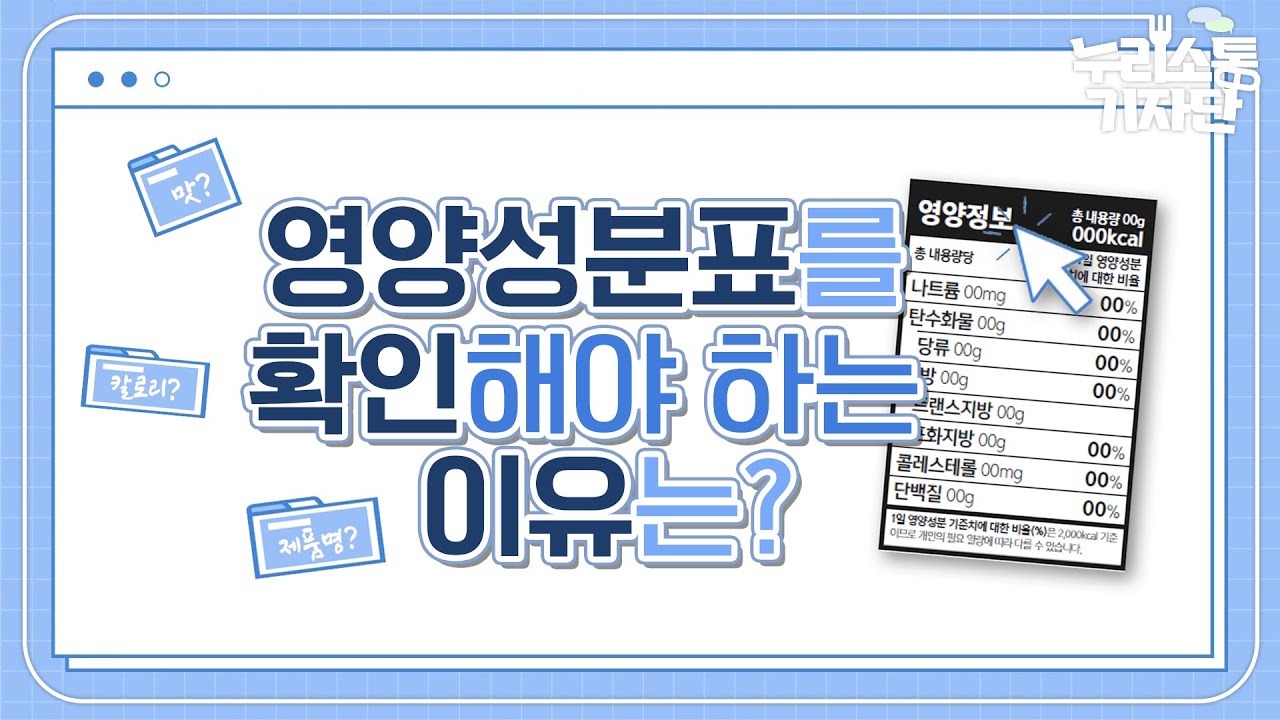 누리소통
기자단
맛?
칼로리?
제품명?
영양성분표를
확인해야 하는
이유는?
영양정보
총 내용량 00g
000kcal
총 내용량당
1일 영양성분
기준치에 대한 비율
나트륨 00mg 00%
탄수화물 00g 00%
당류 00g 00%
지방 00g 00%
트랜스지방 00g
포화지방 00g 00%
콜레스테롤 00mg 00%
단백질 00g 00%
1일 영양성분 기준치에 대한 비율(%)은 2,000kcal 기준
이므로 개인의 필요 열량에 따라 다를 수 있습니다.